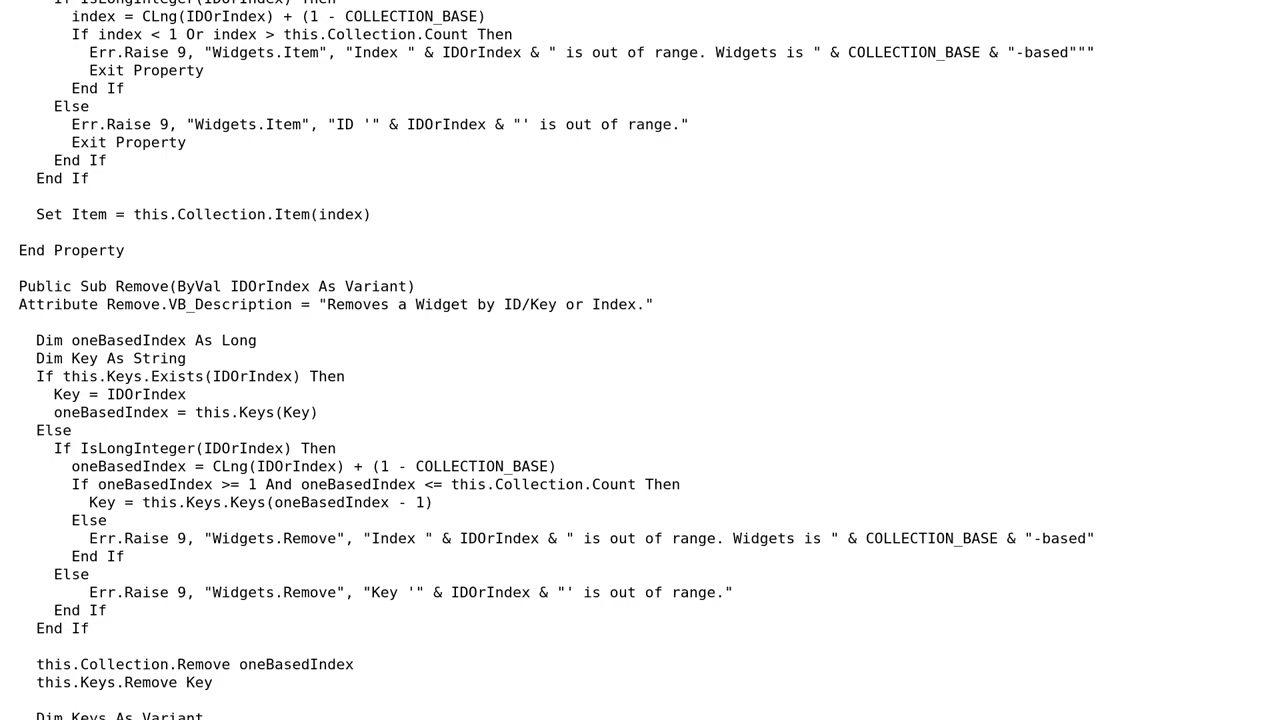 If IsLongInteger(IDOrIndex) Then
index = CLng(IDOrIndex) + (1 - COLLECTION_BASE)
If index < 1 Or index > this.Collection.Count Then
Err.Raise 9, "Widgets.Item", "Index " & IDOrIndex & " is out of range. Widgets is " & COLLECTION_BASE & "-based"""
Exit Property
End If
Else
Err.Raise 9, "Widgets.Item", "ID '" & IDOrIndex & "' is out of range."
Exit Property
End If
End If
Set Item = this.Collection.Item(index)
End Property
Public Sub Remove(ByVal IDOrIndex As Variant)
Attribute Remove.VB_Description = "Removes a Widget by ID/Key or Index."
Dim oneBasedIndex As Long
Dim Key As String
If this.Keys.Exists(IDOrIndex) Then
Key = IDOrIndex
oneBasedIndex = this.Keys(Key)
Else
If IsLongInteger(IDOrIndex) Then
oneBasedIndex = CLng(IDOrIndex) + (1 - COLLECTION_BASE)
If oneBasedIndex >= 1 And oneBasedIndex <= this.Collection.Count Then
Key = this.Keys.Keys(oneBasedIndex - 1)
Else
Err.Raise 9, "Widgets.Remove", "Index " & IDOrIndex & " is out of range. Widgets is " & COLLECTION_BASE & "-based"
End If
Else
Err.Raise 9, "Widgets.Remove", "Key '" & IDOrIndex & "' is out of range."
End If
End If
this.Collection.Remove oneBasedIndex
this.Keys.Remove Key
Dim Keys As Variant